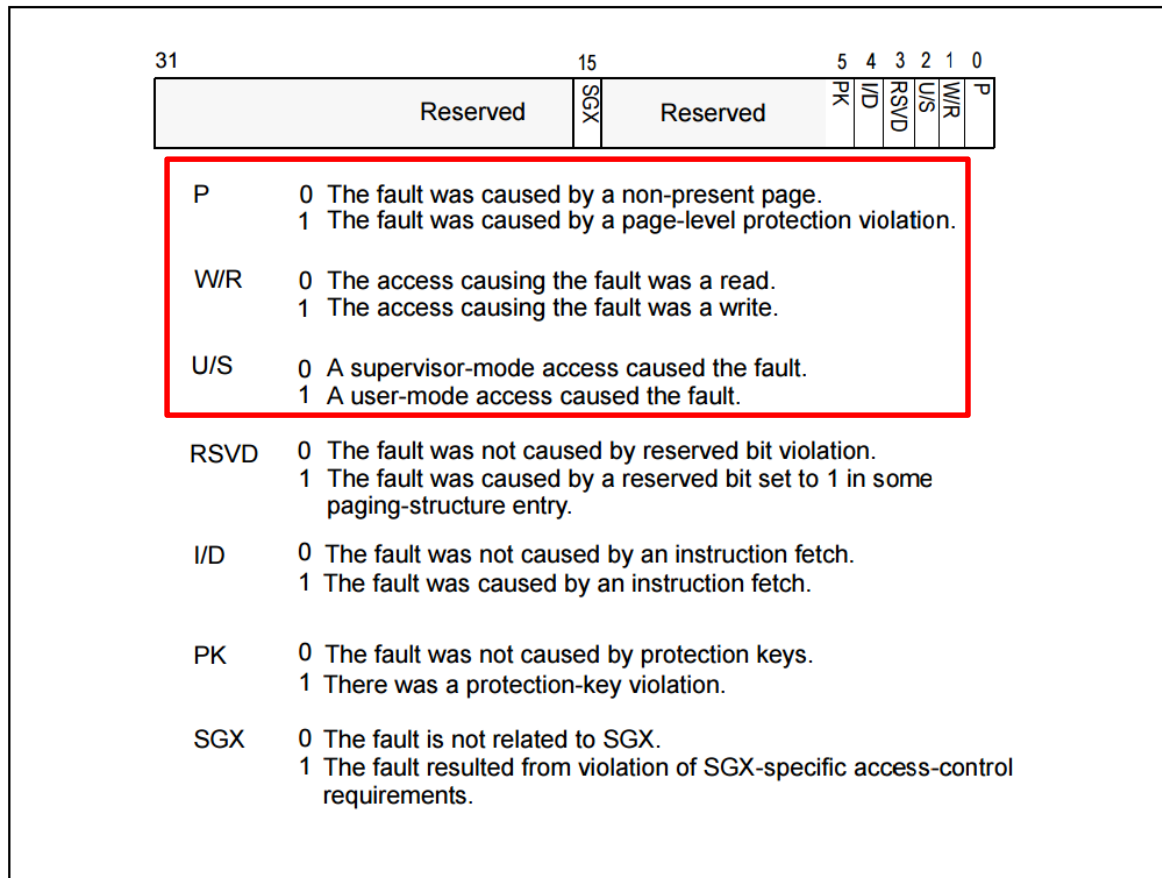 31 15 5 4 3 2 1 0
Reserved SGX Reserved PK I/D RSVD U/S W/R P
P 0 The fault was caused by a non-present page.
1 The fault was caused by a page-level protection violation.
W/R 0 The access causing the fault was a read.
1 The access causing the fault was a write.
U/S 0 A supervisor-mode access caused the fault.
1 A user-mode access caused the fault.
RSVD 0 The fault was not caused by reserved bit violation.
1 The fault was caused by a reserved bit set to 1 in some
paging-structure entry.
I/D 0 The fault was not caused by an instruction fetch.
1 The fault was caused by an instruction fetch.
PK 0 The fault was not caused by protection keys.
1 There was a protection-key violation.
SGX 0 The fault is not related to SGX.
1 The fault resulted from violation of SGX-specific access-control
requirements.